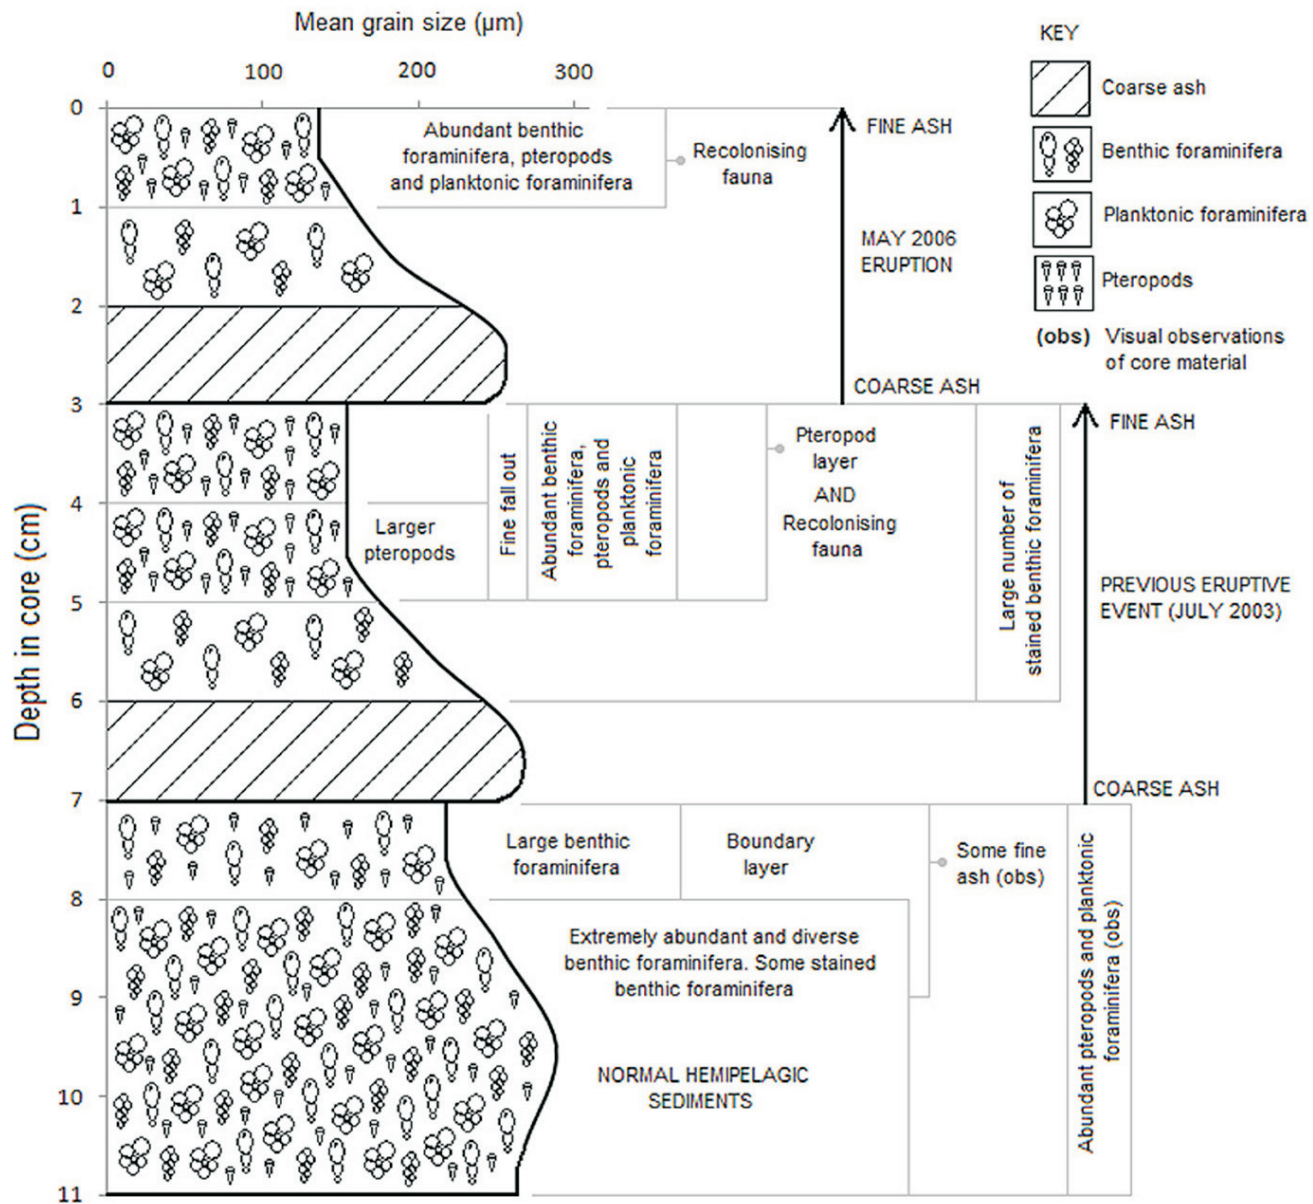 Mean grain size (µm)
0
100
200
300
KEY
Coarse ash
Benthic foraminifera
Planktonic foraminifera
Pteropods
(obs) Visual observations
of core material
Depth in core (cm)
0
1
2
3
4
5
6
7
8
9
10
11
Abundant benthic
foraminifera, pteropods
and planktonic foraminifera
Recolonising
fauna
FINE ASH
MAY 2006
ERUPTION
COARSE ASH
Larger
pteropods
Fine fall out
Abundant benthic
foraminifera,
pteropods and
planktonic
foraminifera
Pteropod
layer
AND
Recolonising
fauna
Large number of
stained benthic foraminifera
FINE ASH
PREVIOUS ERUPTIVE
EVENT (JULY 2003)
COARSE ASH
Large benthic
foraminifera
Boundary
layer
Some fine
ash (obs)
Extremely abundant and diverse
benthic foraminifera. Some stained
benthic foraminifera
NORMAL HEMIPELAGIC
SEDIMENTS
Abundant pteropods and planktonic
foraminifera (obs)